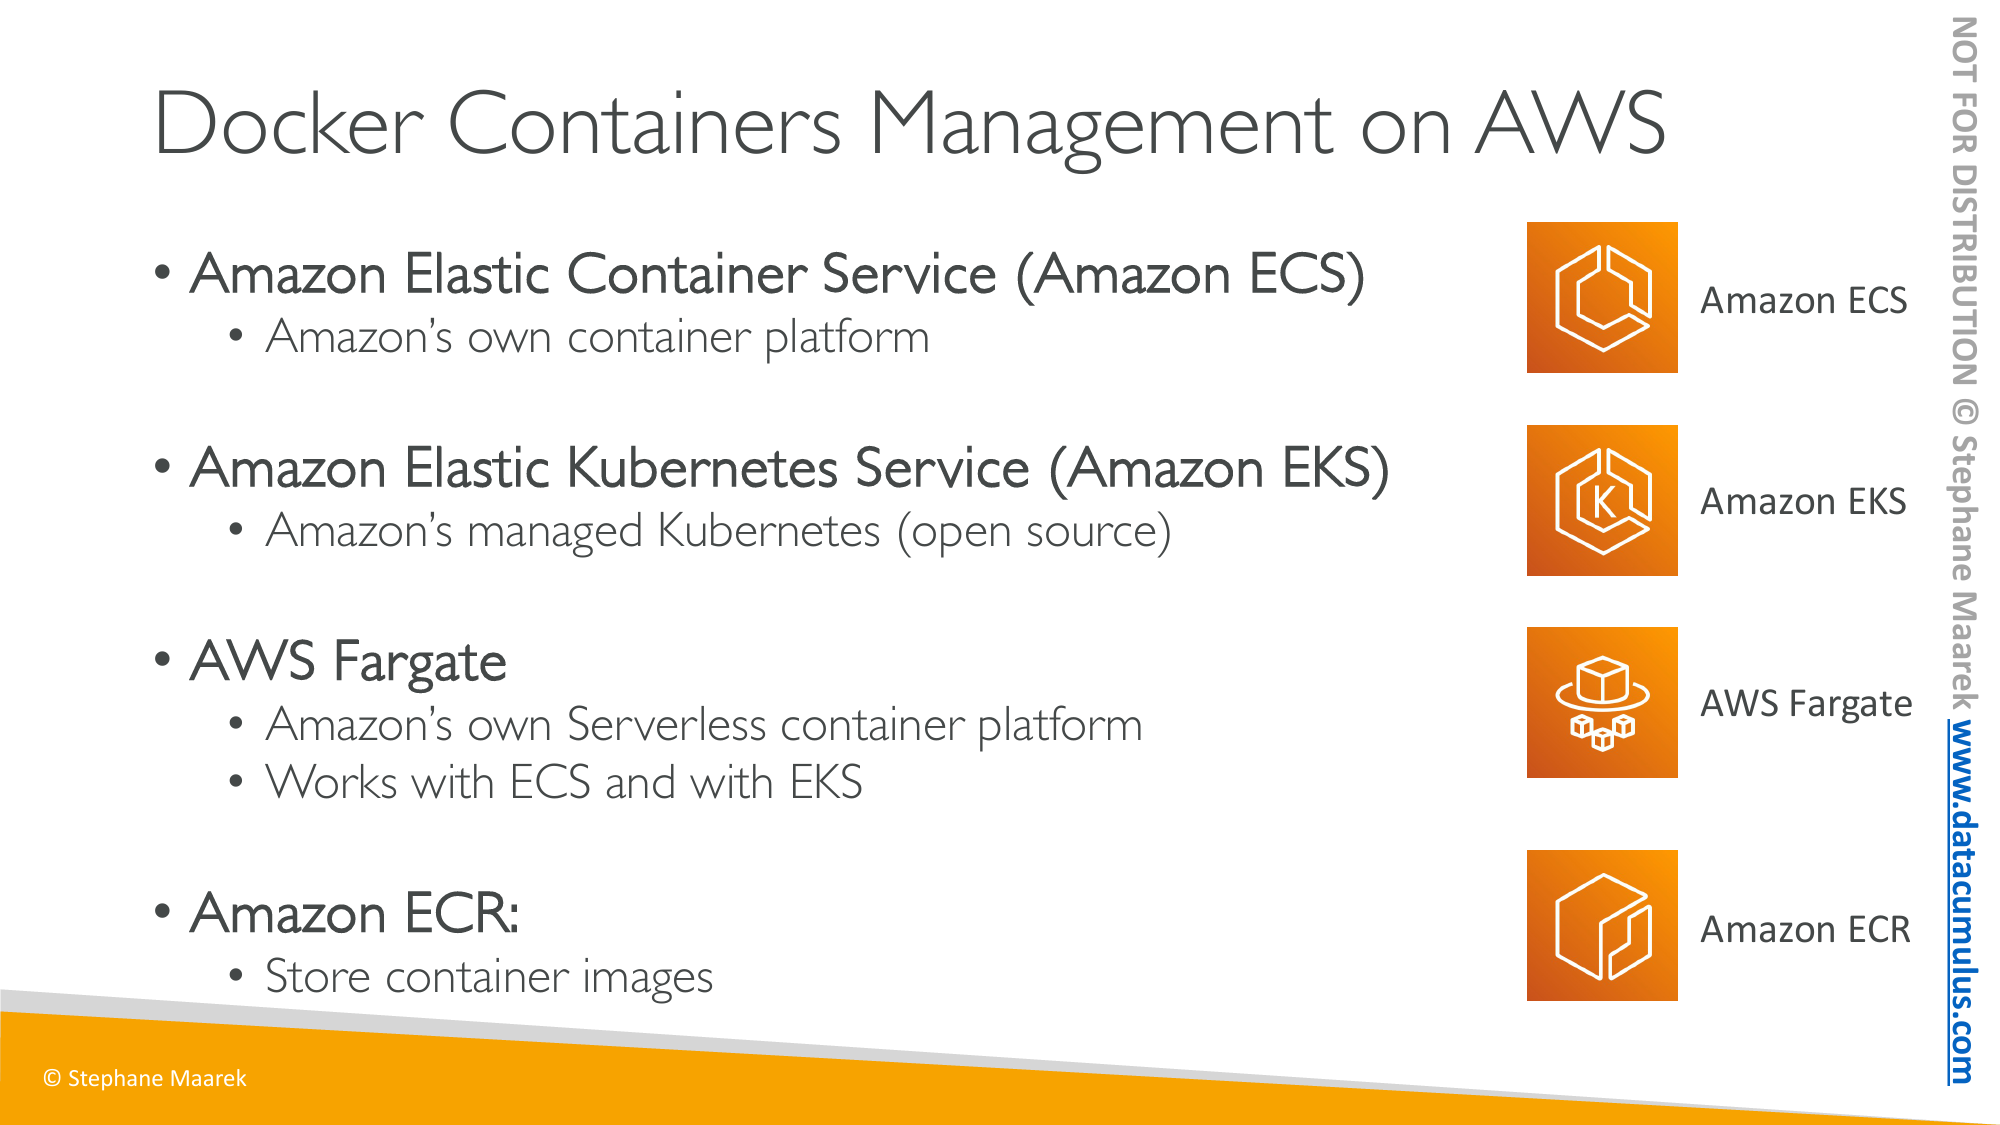 Docker Containers Management on AWS
• Amazon Elastic Container Service (Amazon ECS)
• Amazon’s own container platform
• Amazon Elastic Kubernetes Service (Amazon EKS)
• Amazon’s managed Kubernetes (open source)
• AWS Fargate
• Amazon’s own Serverless container platform
• Works with ECS and with EKS
• Amazon ECR:
• Store container images
Amazon ECS
K
Amazon EKS
AWS Fargate
Amazon ECR
NOT FOR DISTRIBUTION © Stephane Maarek www.datacumulus.com
© Stephane Maarek